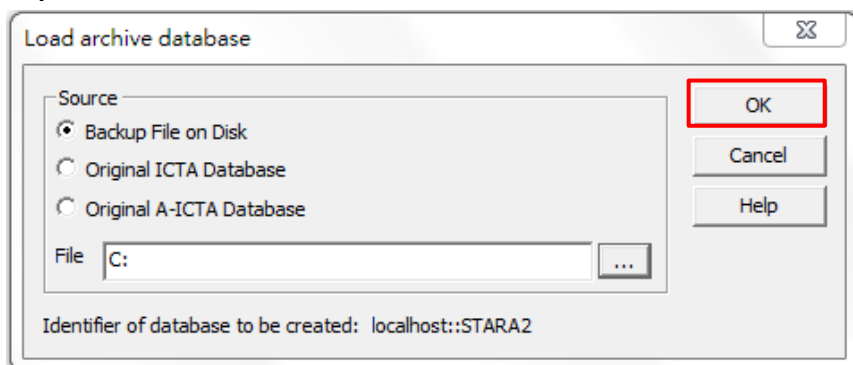 Load archive database
Source
Backup File on Disk
Original ICTA Database
Original A-ICTA Database
File C: ...
OK
Cancel
Help
Identifier of database to be created: localhost::STARA2